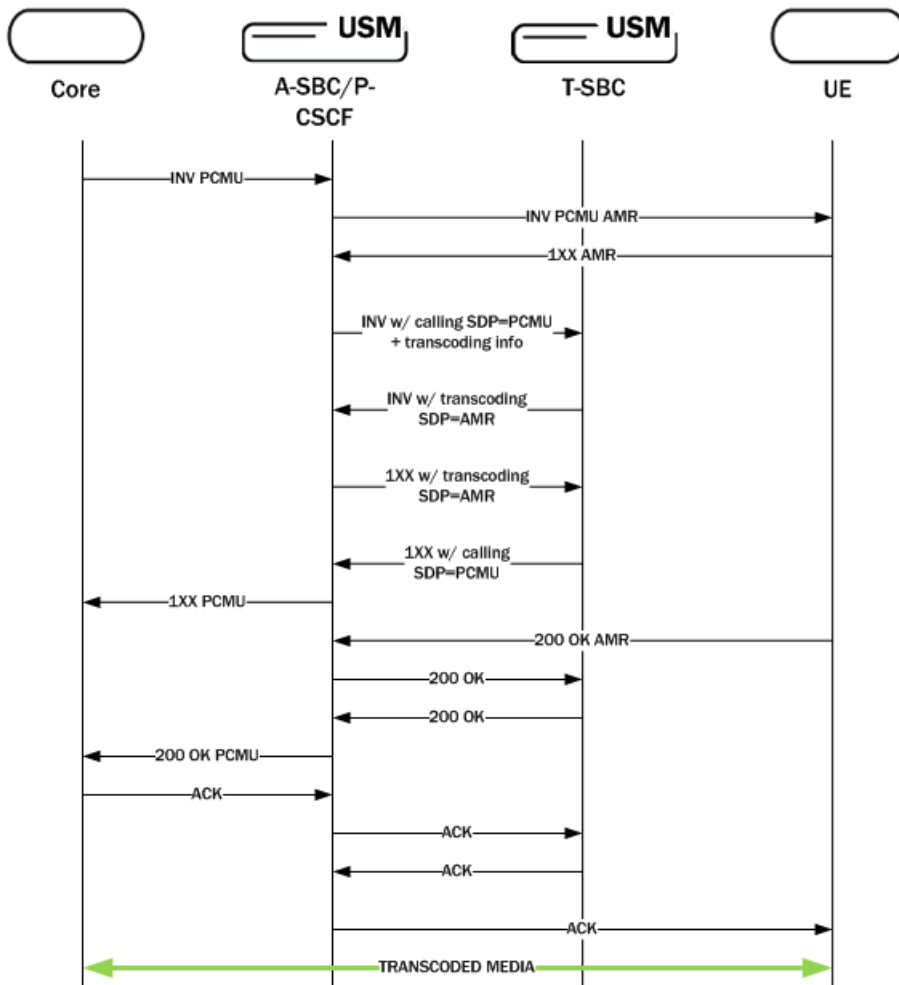 USM
USM
Core
A-SBC/P-
CSCF
T-SBC
UE
INV PCMU
INV PCMU AMR
1XX AMR
INV w/ calling SDP=PCMU
+ transcoding info
INV w/ transcoding
SDP=AMR
1XX w/ transcoding
SDP=AMR
1XX w/ calling
SDP=PCMU
1XX PCMU
200 OK AMR
200 OK
200 OK
200 OK PCMU
ACK
ACK
ACK
ACK
TRANSCODED MEDIA